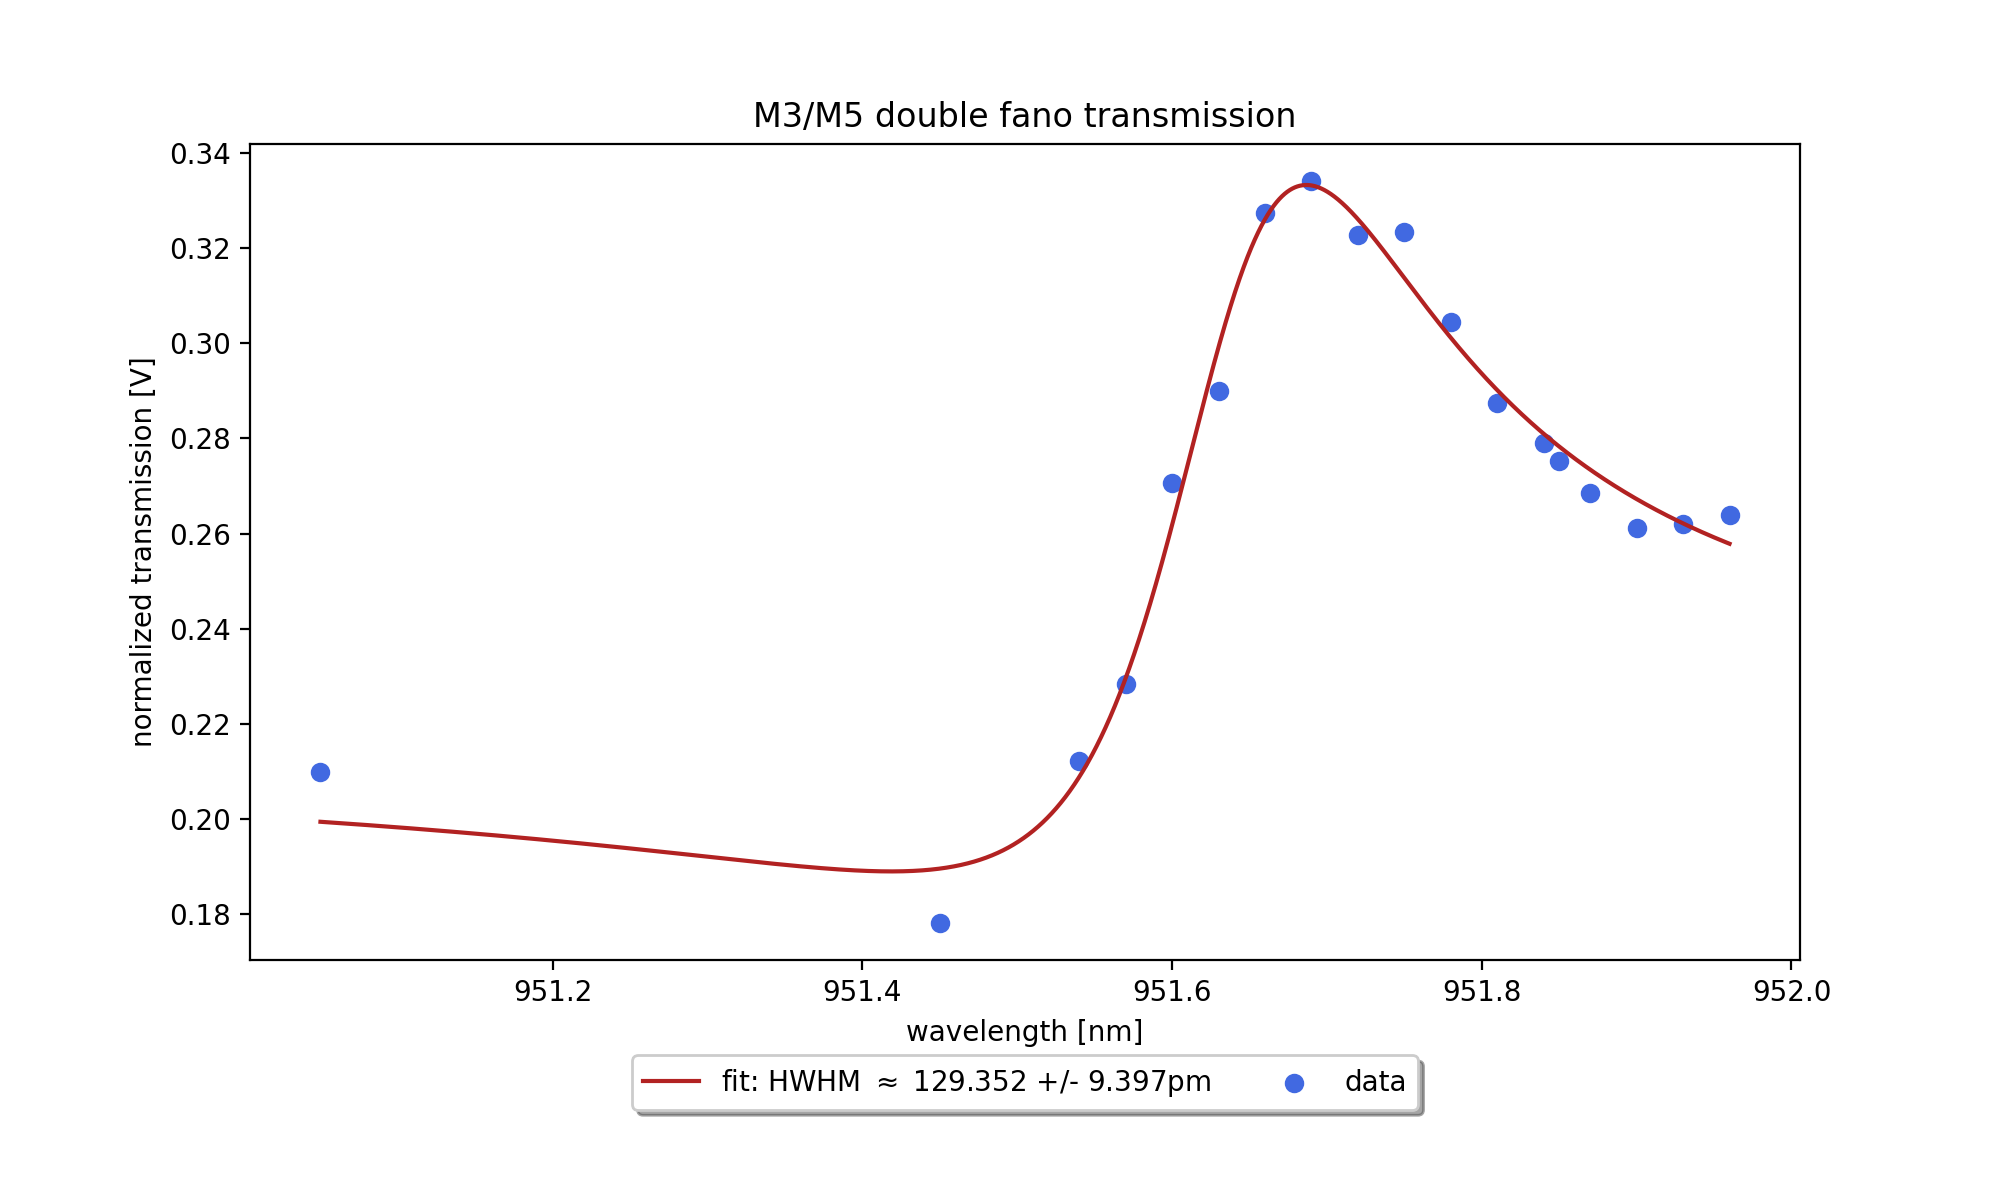 M3/M5 double fano transmission
normalized transmission [V]
0.34
0.32
0.30
0.28
0.26
0.24
0.22
0.20
0.18
951.2 951.4 951.6 951.8 952.0
wavelength [nm]
fit: HWHM ≈ 129.352 +/- 9.397pm data